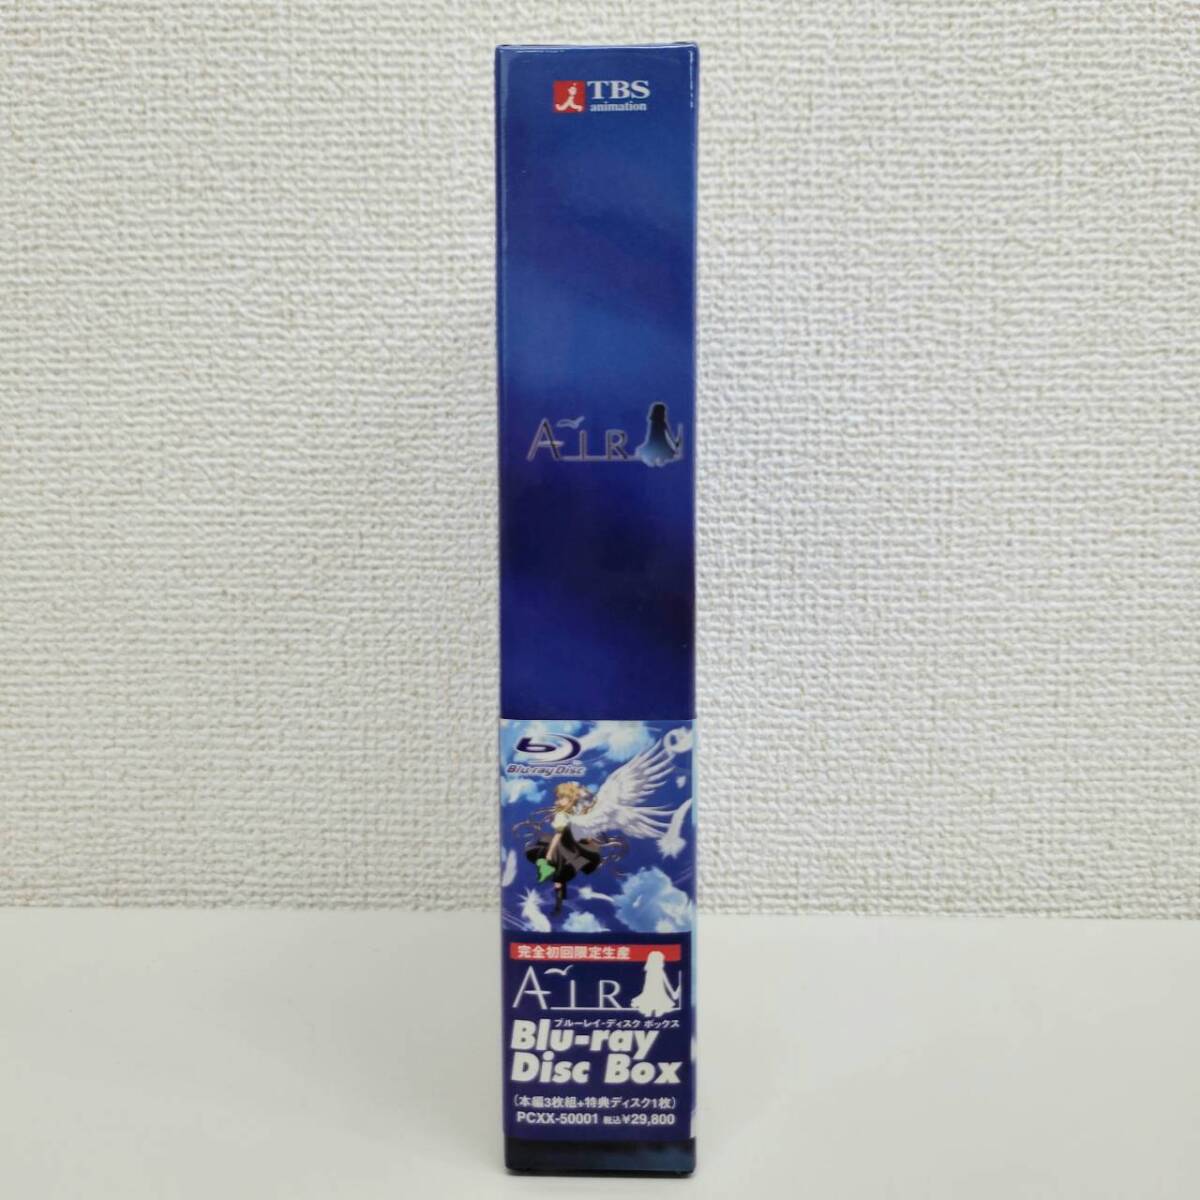 TBS
animation
AIR
Blu-ray Disc
完全初回限定生産
AIR
ブルーレイ・ディスク ボックス
Blu-ray
Disc Box
(本編3枚組+特典ディスク1枚)
PCXX-50001 税込¥29,800